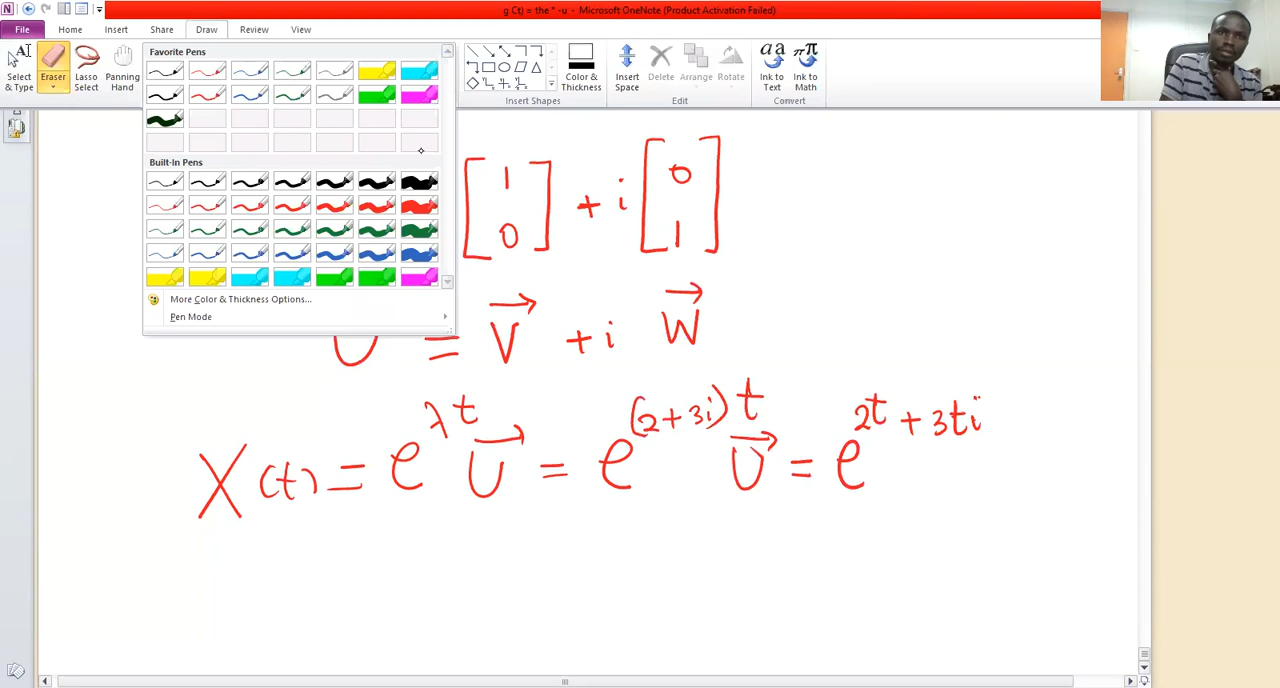 g Ct) = the * -u - Microsoft OneNote (Product Activation Failed)
File Home Insert Share Draw Review View
Select & Type
Eraser
Lasso Select
Panning Hand
Favorite Pens
Built-In Pens
More Color & Thickness Options...
Pen Mode
Color & Thickness
Insert Shapes
Insert Space
Delete
Arrange
Rotate
Edit
Ink to Text
Ink to Math
Convert
[1 0] + i [0 1]
U = V + i W
X(t) = e^λt U = e^(2+3i)t U = e^2t + 3ti